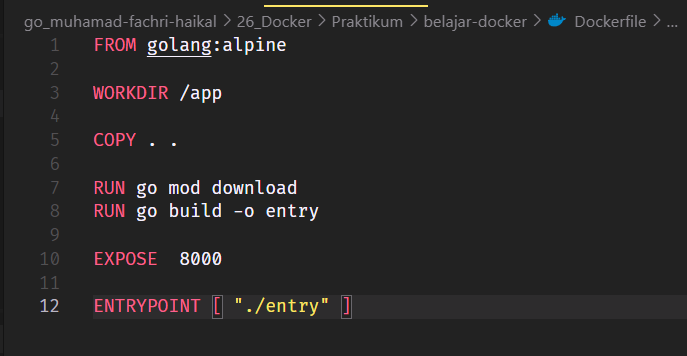 go_muhamad-fachri-haikal > 26_Docker > Praktikum > belajar-docker > Dockerfile > ...
1 FROM golang:alpine
2
3 WORKDIR /app
4
5 COPY . .
6
7 RUN go mod download
8 RUN go build -o entry
9
10 EXPOSE  8000
11
12 ENTRYPOINT [ "./entry" ]